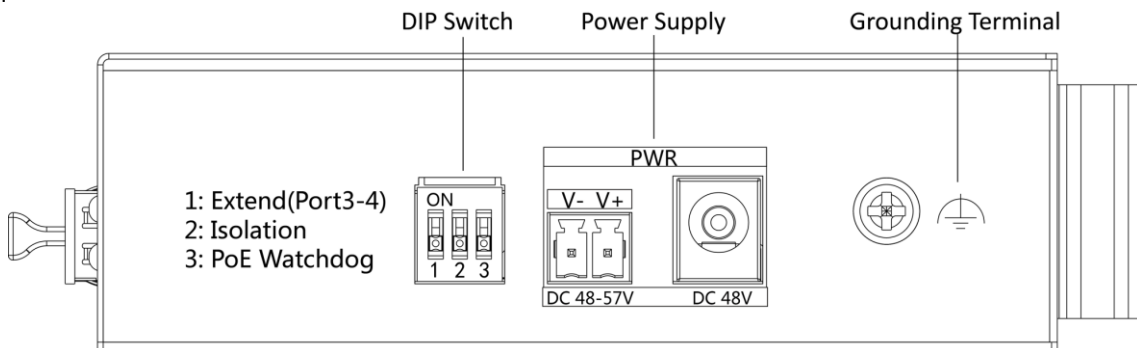 DIP Switch
Power Supply
Grounding Terminal
1: Extend(Port3-4)
2: Isolation
3: PoE Watchdog
ON
1 2 3
PWR
V- V+
DC 48-57V
DC 48V